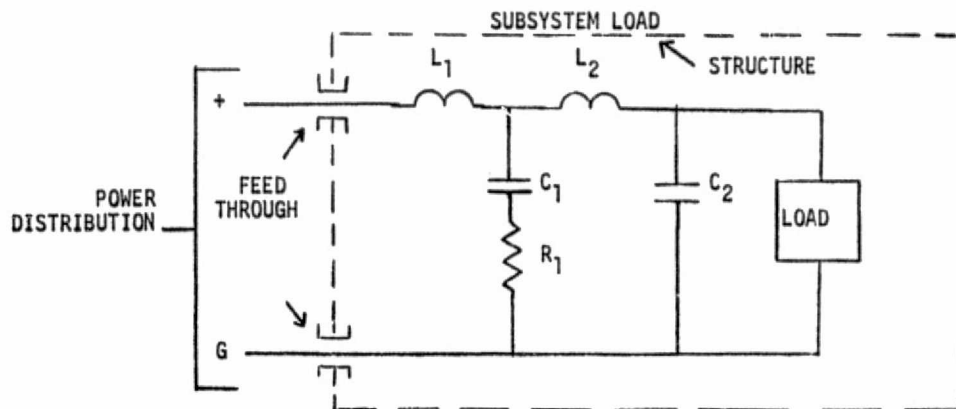 SUBSYSTEM LOAD
STRUCTURE
L1
L2
+
FEED
THROUGH
C1
C2
POWER
DISTRIBUTION
LOAD
R1
G